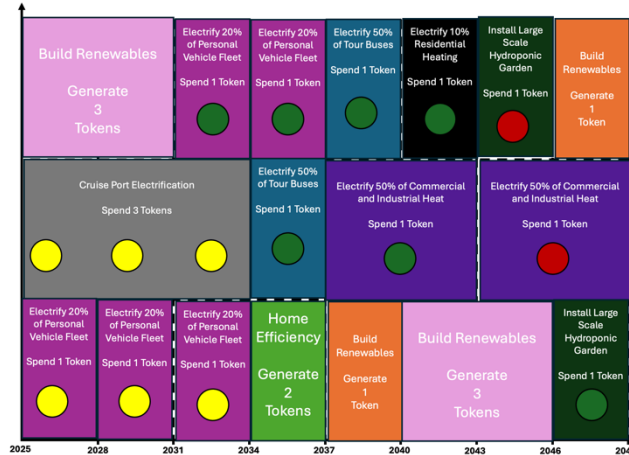 Build Renewables
Generate
3
Tokens
Electrify 20%
of Personal
Vehicle Fleet
Spend 1 Token
Electrify 20%
of Personal
Vehicle Fleet
Spend 1 Token
Electrify 50%
of Tour Buses
Spend 1 Token
Electrify 10%
Residential
Heating
Spend 1 Token
Install Large
Scale
Hydroponic
Garden
Spend 1 Token
Build
Renewables
Generate
1
Token
Cruise Port Electrification
Spend 3 Tokens
Electrify 50%
of Tour Buses
Spend 1 Token
Electrify 50% of Commercial
and Industrial Heat
Spend 1 Token
Electrify 50% of Commercial
and Industrial Heat
Spend 1 Token
Electrify 20%
of Personal
Vehicle Fleet
Spend 1 Token
Electrify 20%
of Personal
Vehicle Fleet
Spend 1 Token
Electrify 20%
of Personal
Vehicle Fleet
Spend 1 Token
Home
Efficiency
Generate
2
Tokens
Build
Renewables
Generate
1
Token
Build Renewables
Generate
3
Tokens
Install Large
Scale
Hydroponic
Garden
Spend 1 Token
2025 2028 2031 2034 2037 2040 2043 2046